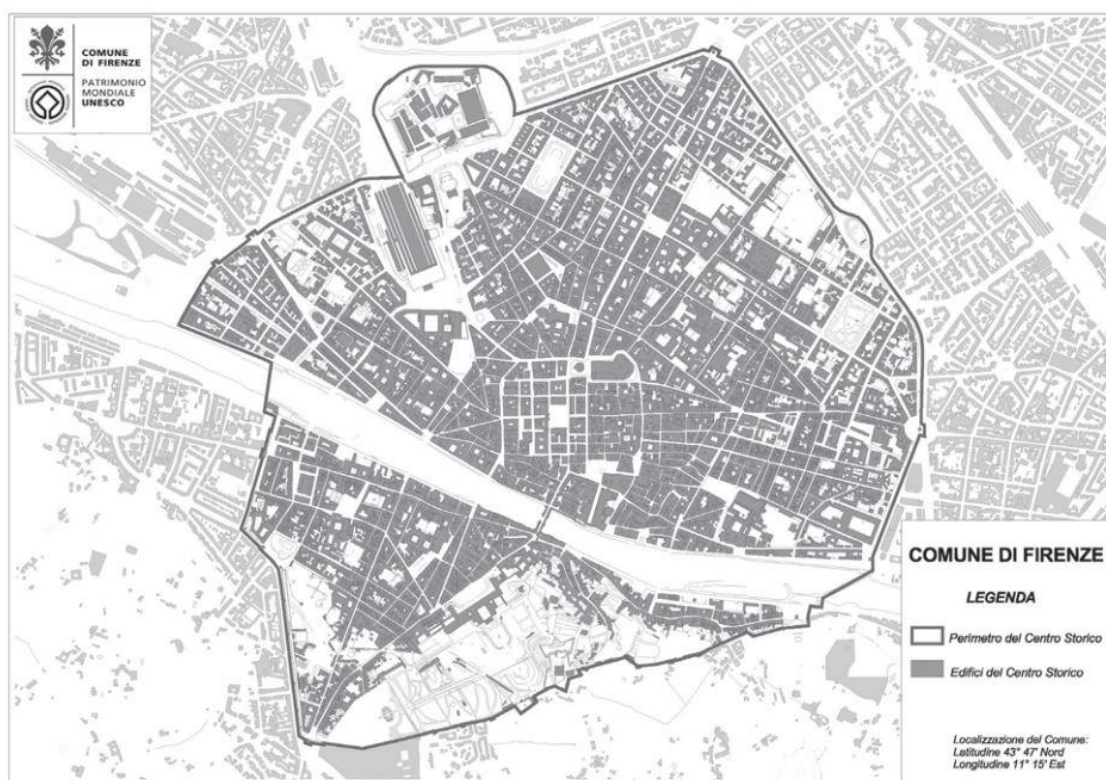 COMUNE
DI FIRENZE
PATRIMONIO
MONDIALE
UNESCO
COMUNE DI FIRENZE
LEGENDA
Perimetro del Centro Storico
Edifici del Centro Storico
Localizzazione del Comune:
Latitudine 43° 47' Nord
Longitudine 11° 15' Est